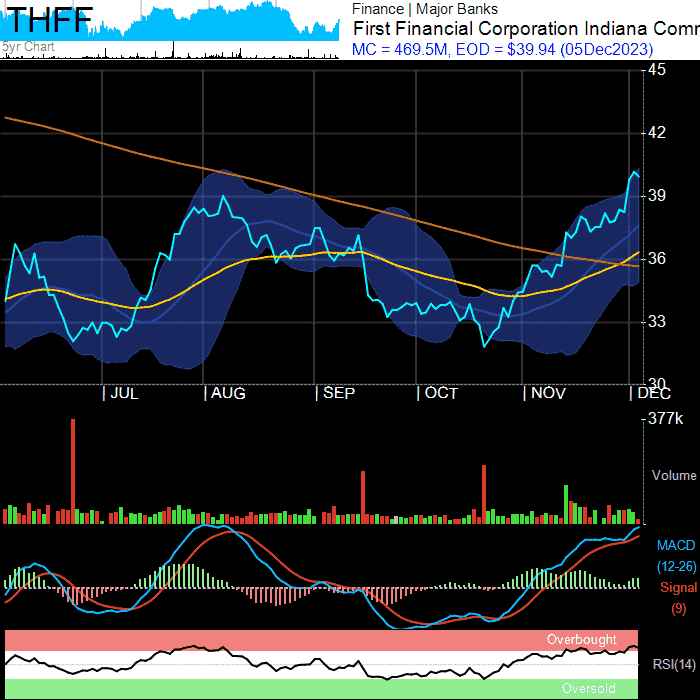 THFF
5yr Chart
Finance | Major Banks
First Financial Corporation Indiana Comm
MC = 469.5M, EOD = $39.94 (05Dec2023)
45
42
39
36
33
30
JUL
AUG
SEP
OCT
NOV
DEC
377k
Volume
MACD
(12-26)
Signal
(9)
Overbought
RSI(14)
Oversold